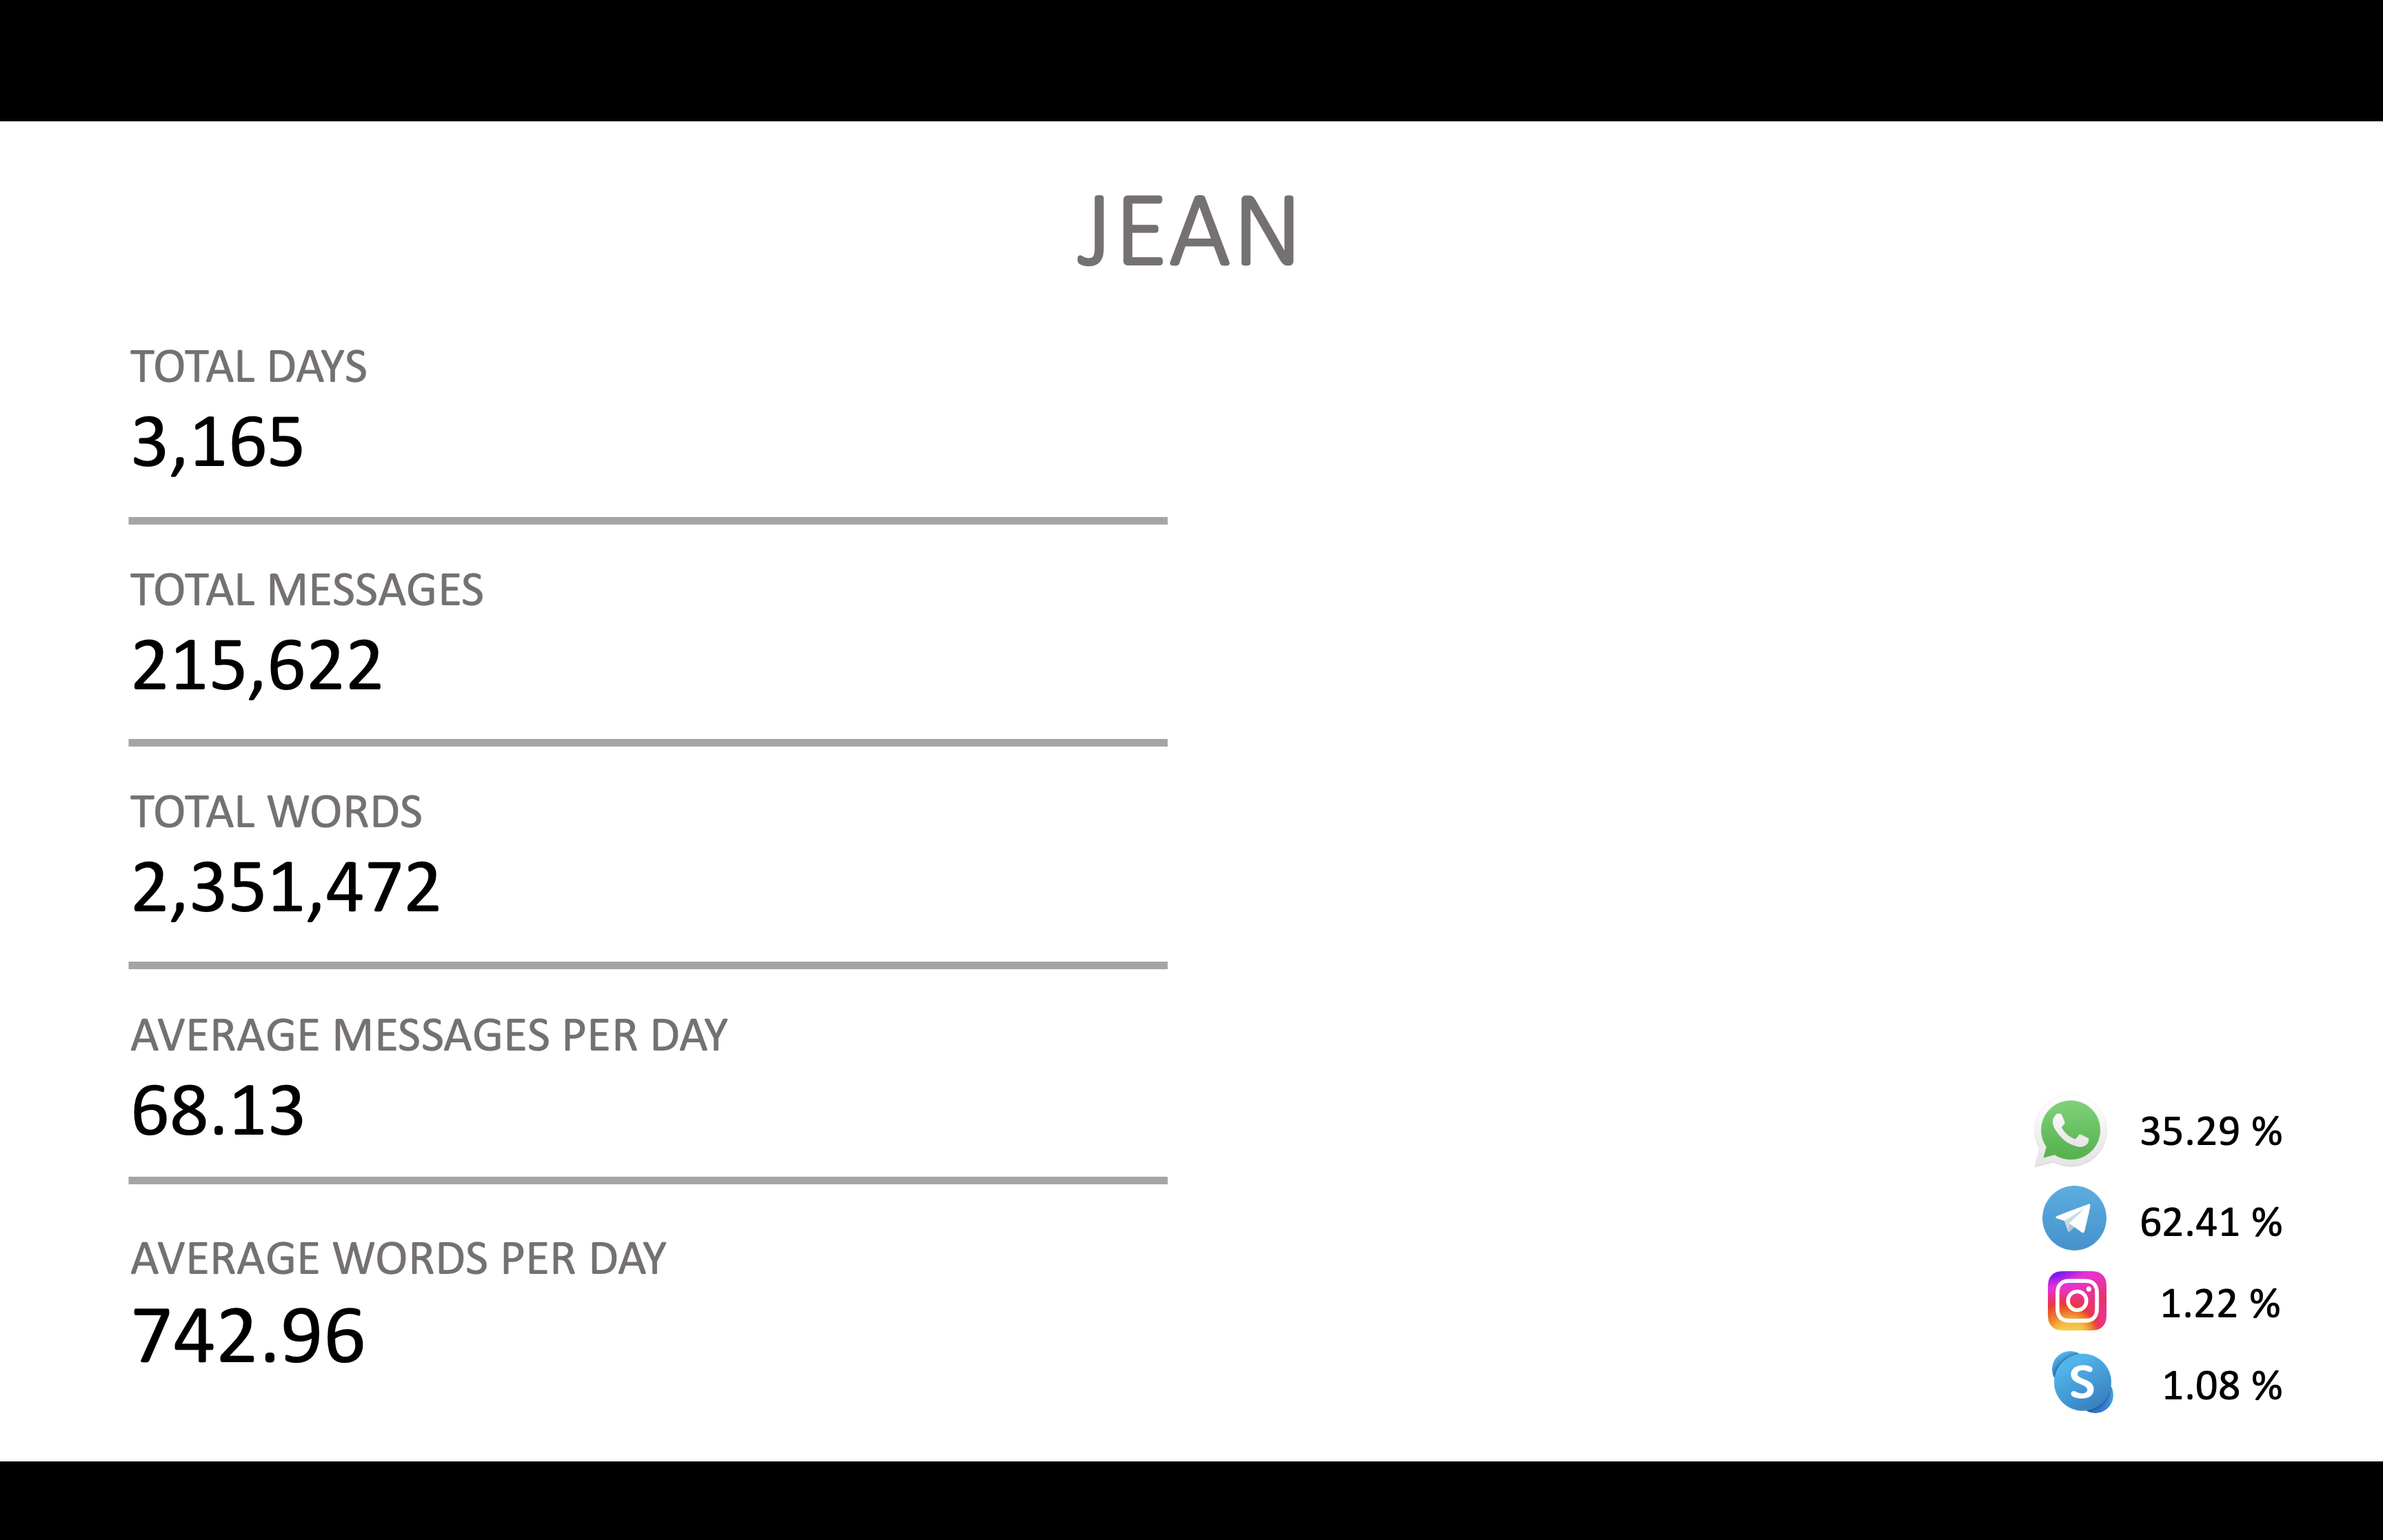 JEAN
TOTAL DAYS
3,165
TOTAL MESSAGES
215,622
TOTAL WORDS
2,351,472
AVERAGE MESSAGES PER DAY
68.13
AVERAGE WORDS PER DAY
742.96
35.29 %
62.41 %
1.22 %
S 1.08 %